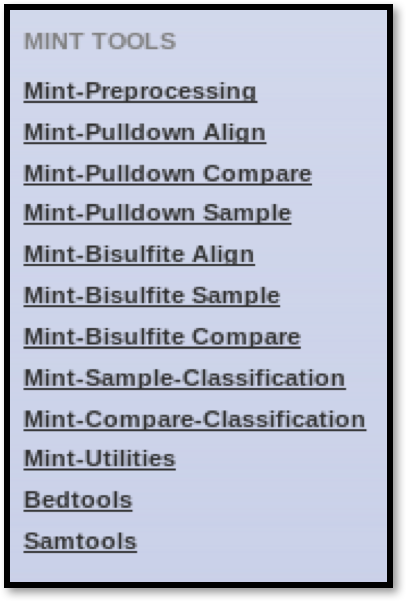 MINT TOOLS
Mint-Preprocessing
Mint-Pulldown Align
Mint-Pulldown Compare
Mint-Pulldown Sample
Mint-Bisulfite Align
Mint-Bisulfite Sample
Mint-Bisulfite Compare
Mint-Sample-Classification
Mint-Compare-Classification
Mint-Utilities
Bedtools
Samtools